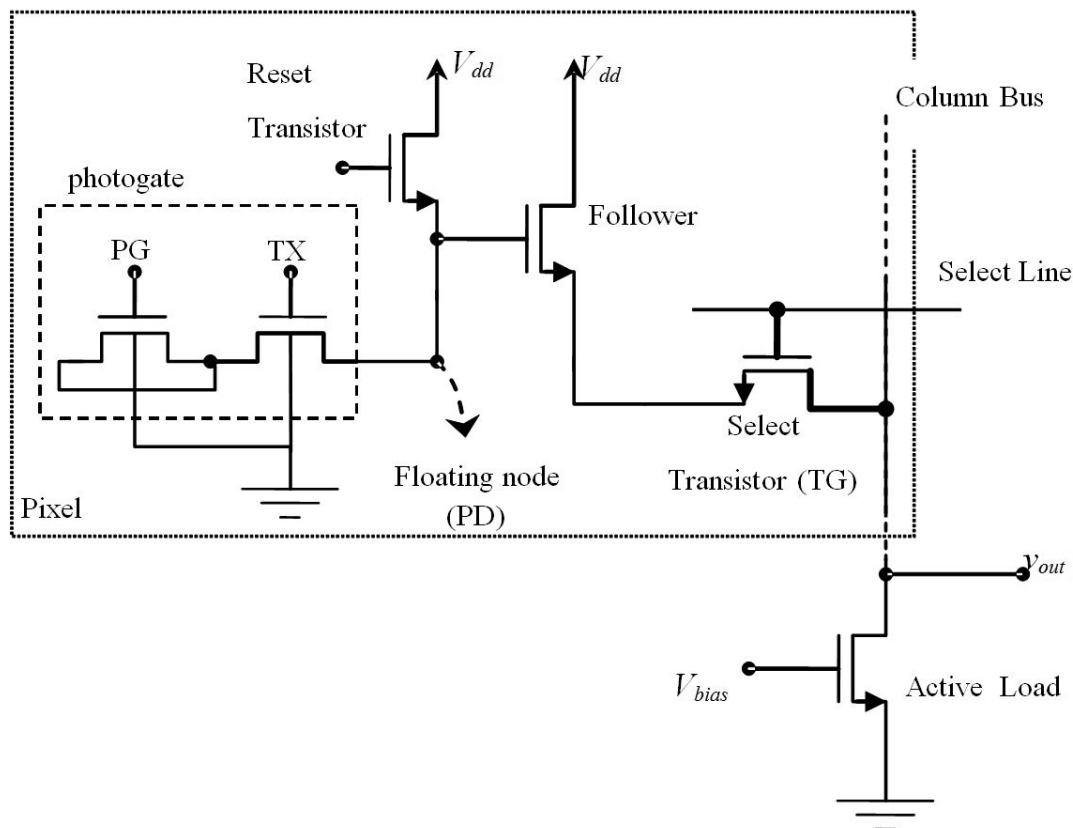 V_dd
V_dd
Reset
Transistor
Column Bus
photogate
Follower
PG
TX
Select Line
Select
Transistor (TG)
Floating node
(PD)
Pixel
v_out
V_bias
Active Load